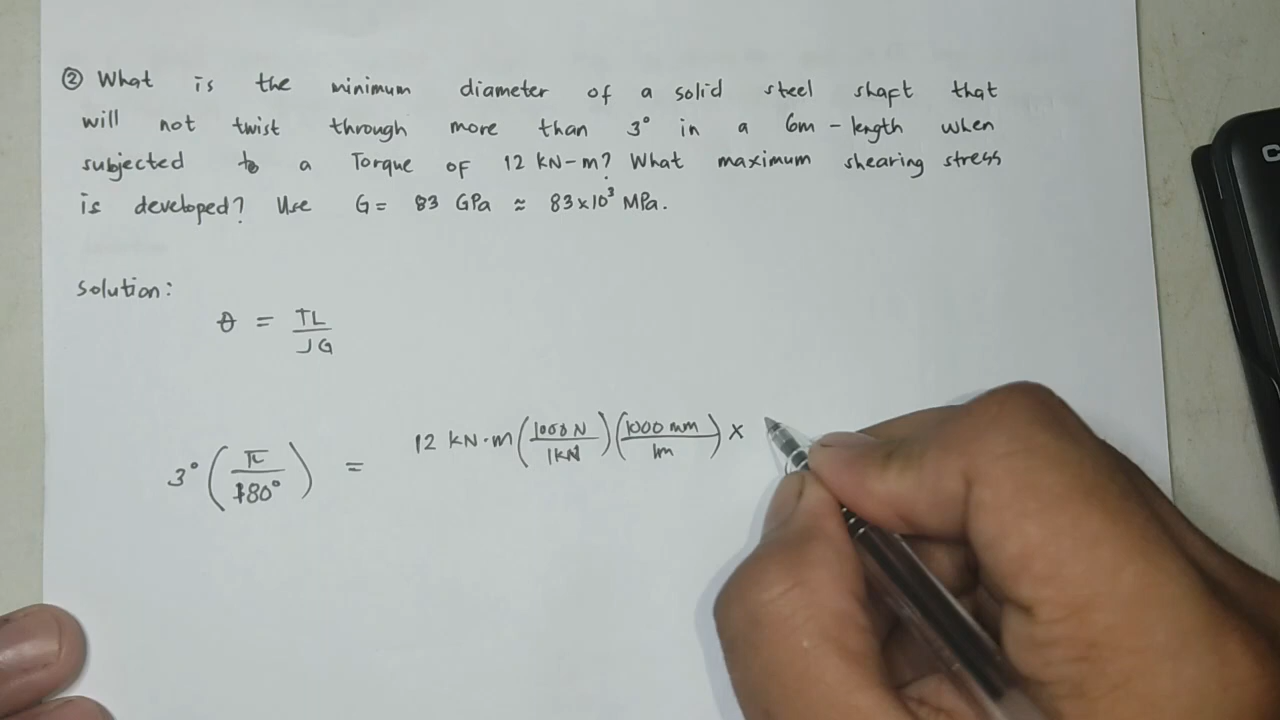 ② What is the minimum diameter of a solid steel shaft that
will not twist through more than 3° in a 6m - length when
subjected to a Torque of 12 kN-m? What maximum shearing stress
is developed? Use G = 83 GPa ≈ 83x10³ MPa.
Solution:
θ = TL/JG
3° (π/180°) = 12 kN·m (1000 N/1kN) (1000 mm/1m) x